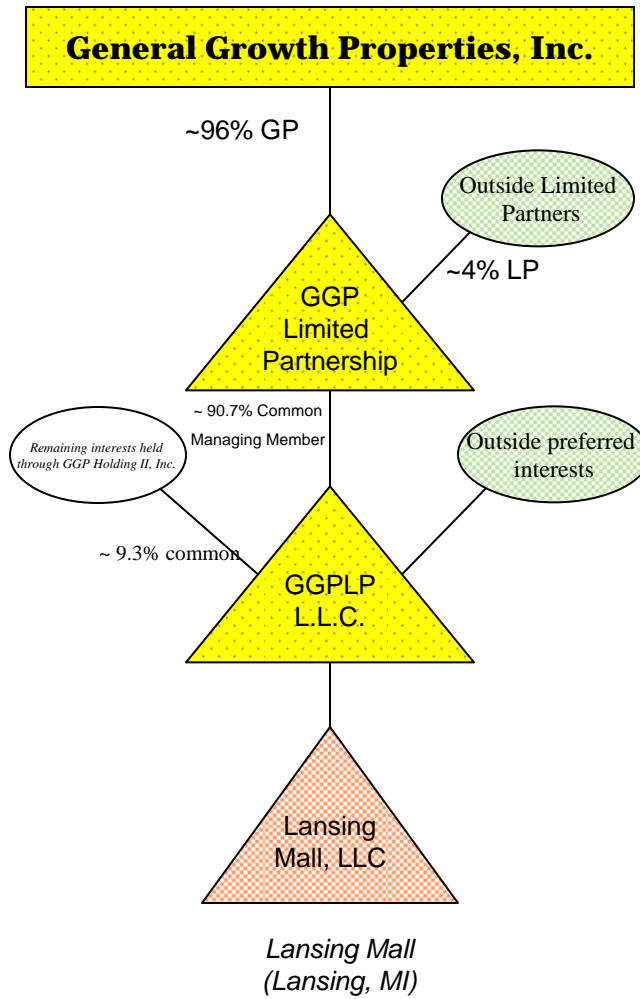 General Growth Properties, Inc.
~96% GP
Outside Limited
Partners
~4% LP
GGP
Limited
Partnership
~ 90.7% Common
Managing Member
Remaining interests held
through GGP Holding II, Inc.
Outside preferred
interests
~ 9.3% common
GGPLP
L.L.C.
Lansing
Mall, LLC
Lansing Mall
(Lansing, MI)